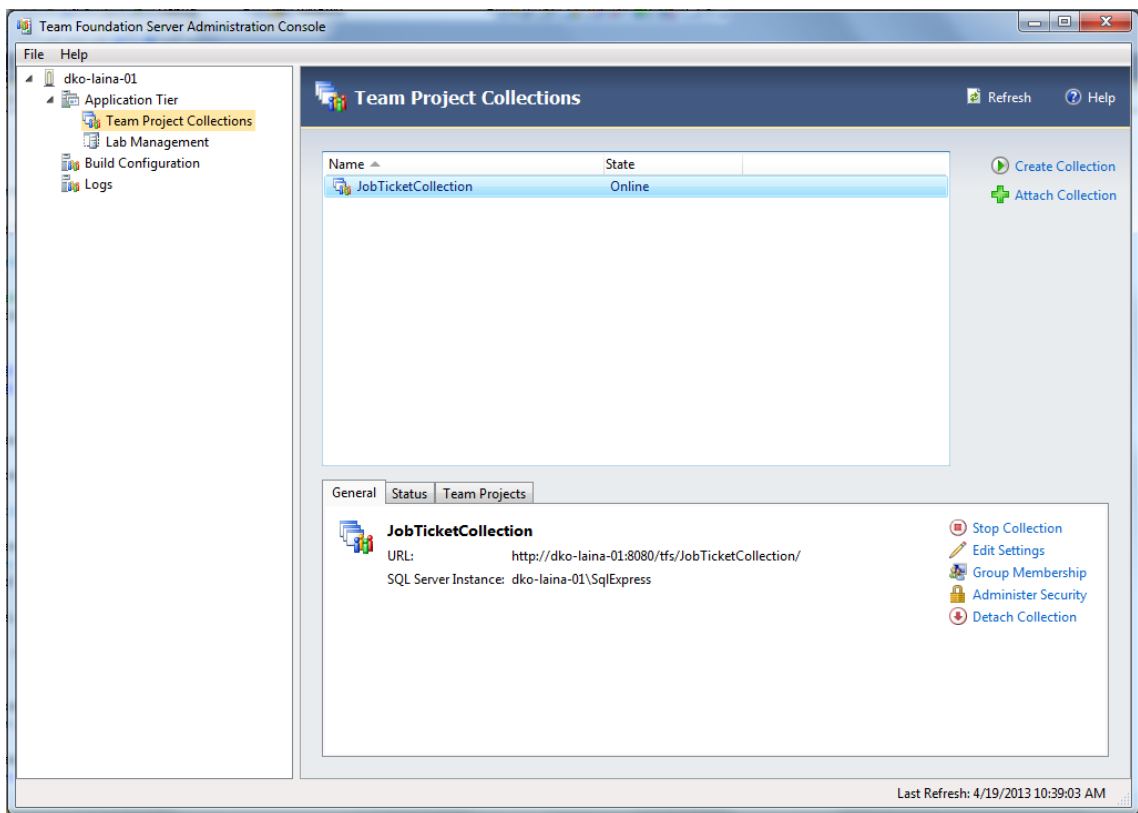 Team Foundation Server Administration Console
File Help
dko-laina-01
Application Tier
Team Project Collections
Lab Management
Build Configuration
Logs
Team Project Collections
Refresh Help
Name State
JobTicketCollection Online
Create Collection
Attach Collection
General Status Team Projects
JobTicketCollection
URL: http://dko-laina-01:8080/tfs/JobTicketCollection/
SQL Server Instance: dko-laina-01\SqlExpress
Stop Collection
Edit Settings
Group Membership
Administer Security
Detach Collection
Last Refresh: 4/19/2013 10:39:03 AM